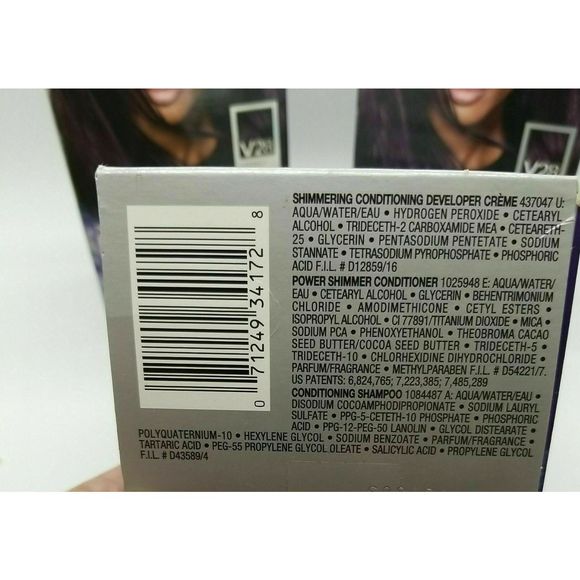 V28
V28
SHIMMERING CONDITIONING DEVELOPER CRÈME 437047 U:
AQUA/WATER/EAU • HYDROGEN PEROXIDE • CETEARYL
ALCOHOL • TRIDECETH-2 CARBOXAMIDE MEA • CETEARETH-
25 • GLYCERIN • PENTASODIUM PENTETATE • SODIUM
STANNATE • TETRASODIUM PYROPHOSPHATE • PHOSPHORIC
ACID F.I.L. # D12859/16
POWER SHIMMER CONDITIONER 1025948 E: AQUA/WATER/
EAU • CETEARYL ALCOHOL • GLYCERIN • BEHENTRIMONIUM
CHLORIDE • AMODIMETHICONE • CETYL ESTERS •
ISOPROPYL ALCOHOL • CI 77891/TITANIUM DIOXIDE • MICA •
SODIUM PCA • PHENOXYETHANOL • THEOBROMA CACAO
SEED BUTTER/COCOA SEED BUTTER • TRIDECETH-5 •
TRIDECETH-10 • CHLORHEXIDINE DIHYDROCHLORIDE •
PARFUM/FRAGRANCE • METHYLPARABEN F.I.L. # D54221/7.
US PATENTS: 6,824,765; 7,223,385; 7,485,289
CONDITIONING SHAMPOO 1084487 A: AQUA/WATER/EAU •
DISODIUM COCOAMPHODIPROPIONATE • SODIUM LAURYL
SULFATE • PPG-5-CETETH-10 PHOSPHATE • PHOSPHORIC
ACID • PPG-12-PEG-50 LANOLIN • GLYCOL DISTEARATE •
POLYQUATERNIUM-10 • HEXYLENE GLYCOL • SODIUM BENZOATE • PARFUM/FRAGRANCE •
TARTARIC ACID • PEG-55 PROPYLENE GLYCOL OLEATE • SALICYLIC ACID • PROPYLENE GLYCOL
F.I.L. # D43589/4
0 71249 34172 8